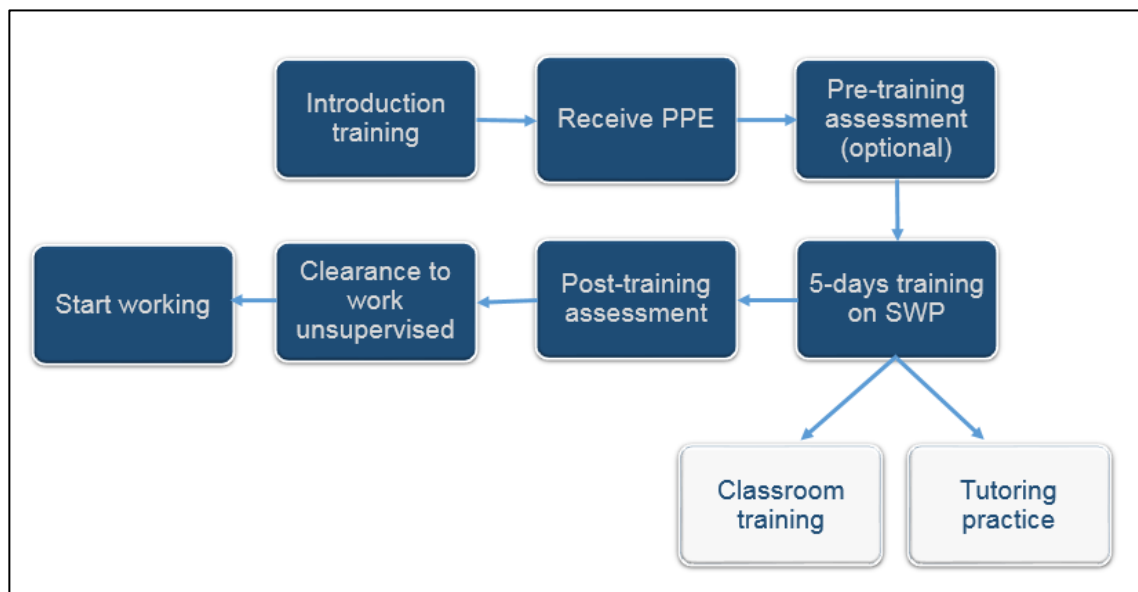 Introduction
training
Receive PPE
Pre-training
assessment
(optional)
Start working
Clearance to
work
unsupervised
Post-training
assessment
5-days training
on SWP
Classroom
training
Tutoring
practice